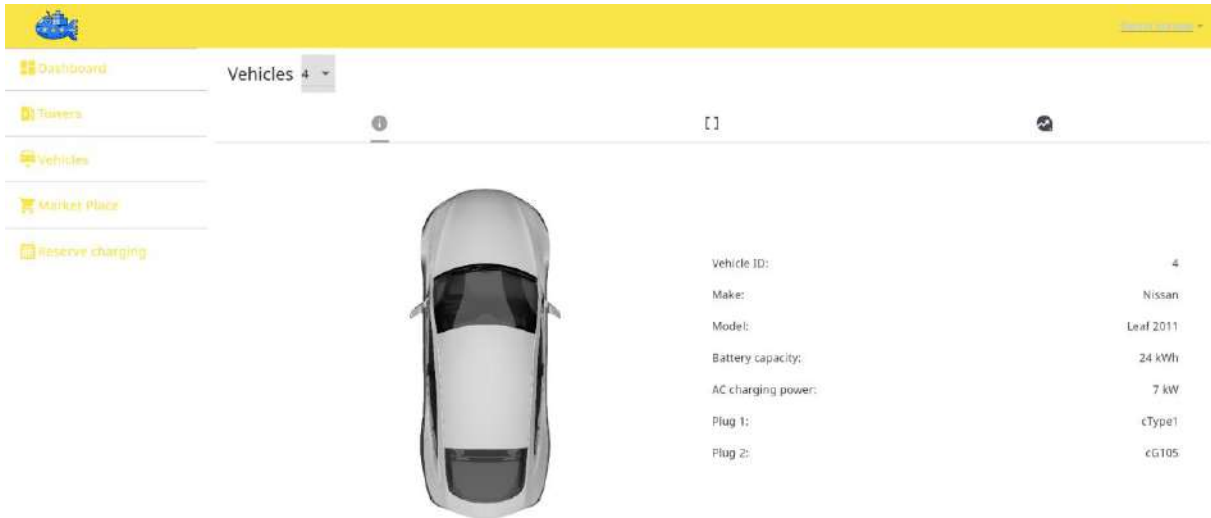 Dashboard
Towers
Vehicles
Market Place
Reserve charging
Vehicles 4
Vehicle ID: 4
Make: Nissan
Model: Leaf 2011
Battery capacity: 24 kWh
AC charging power: 7 kW
Plug 1: cType1
Plug 2: cG105